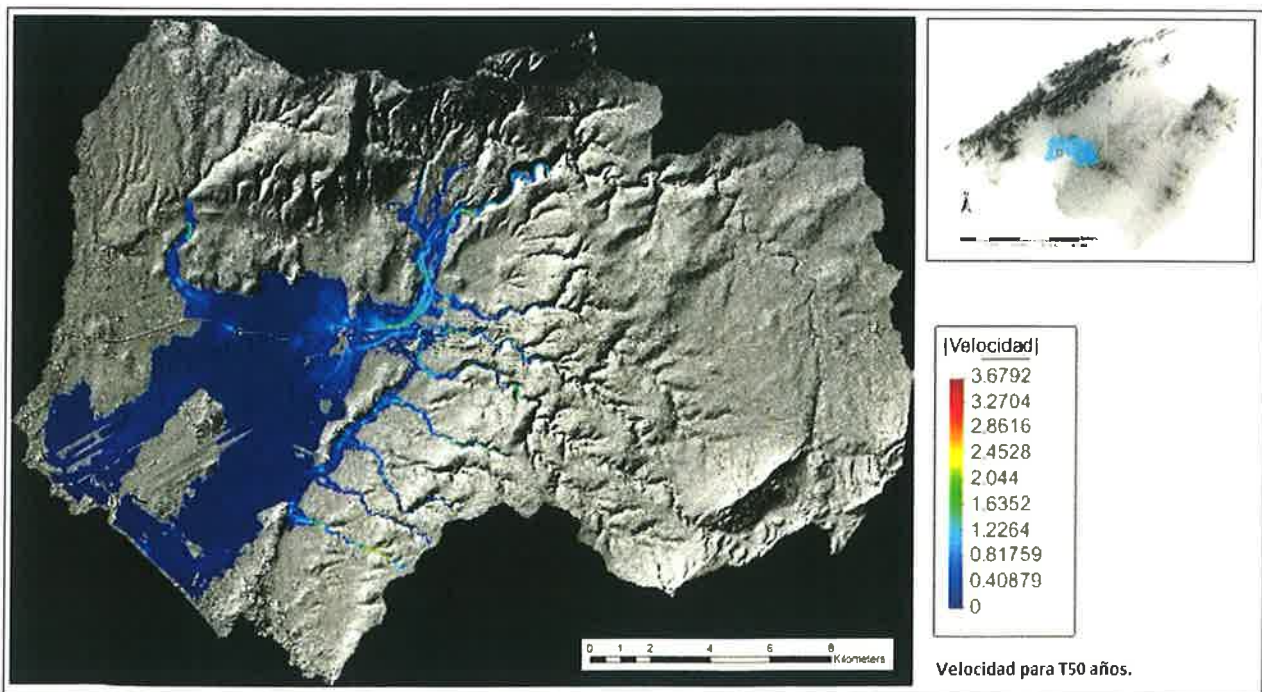 |Velocidad|
3.6792
3.2704
2.8616
2.4528
2.044
1.6352
1.2264
0.81759
0.40879
0
0 1 2 4 6 8
Kilometers
Velocidad para T50 años.